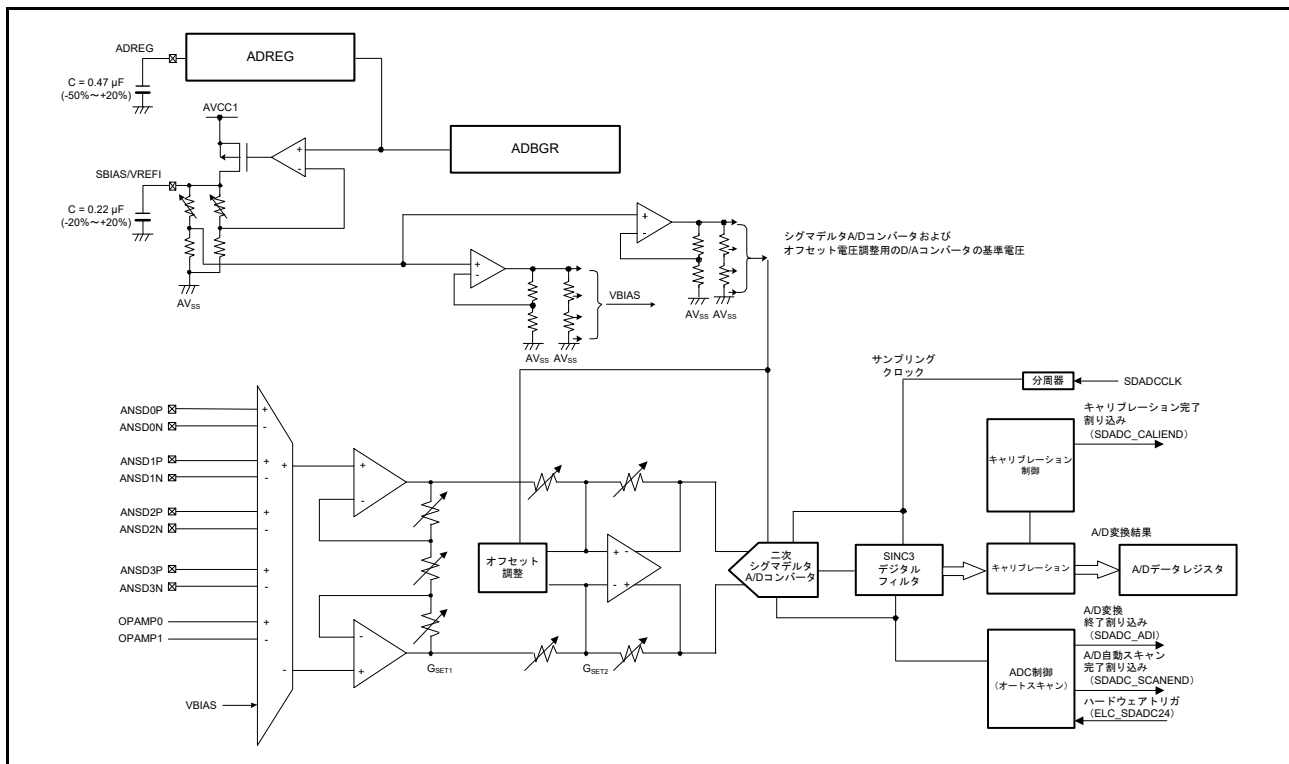 ADREG
ADREG
C = 0.47 µF
(-50%～+20%)
AVCC1
ADBGR
SBIAS/VREFI
C = 0.22 µF
(-20%～+20%)
AVSS
シグマデルタA/Dコンバータおよび
オフセット電圧調整用のD/Aコンバータの基準電圧
VBIAS
AVSS AVSS
AVSS AVSS
サンプリング
クロック
分周器
SDADCCLK
キャリブレーション完了
割り込み
（SDADC_CALIEND）
キャリブレーション
制御
ANSD0P
ANSD0N
ANSD1P
ANSD1N
ANSD2P
ANSD2N
ANSD3P
ANSD3N
OPAMP0
OPAMP1
VBIAS
GSET1
GSET2
オフセット
調整
二次
シグマデルタ
A/Dコンバータ
SINC3
デジタル
フィルタ
キャリブレーション
A/D変換結果
A/Dデータレジスタ
ADC制御
（オートスキャン）
A/D変換
終了割り込み
（SDADC_ADI）
A/D自動スキャン
完了割り込み
（SDADC_SCANEND）
ハードウェアトリガ
（ELC_SDADC24）